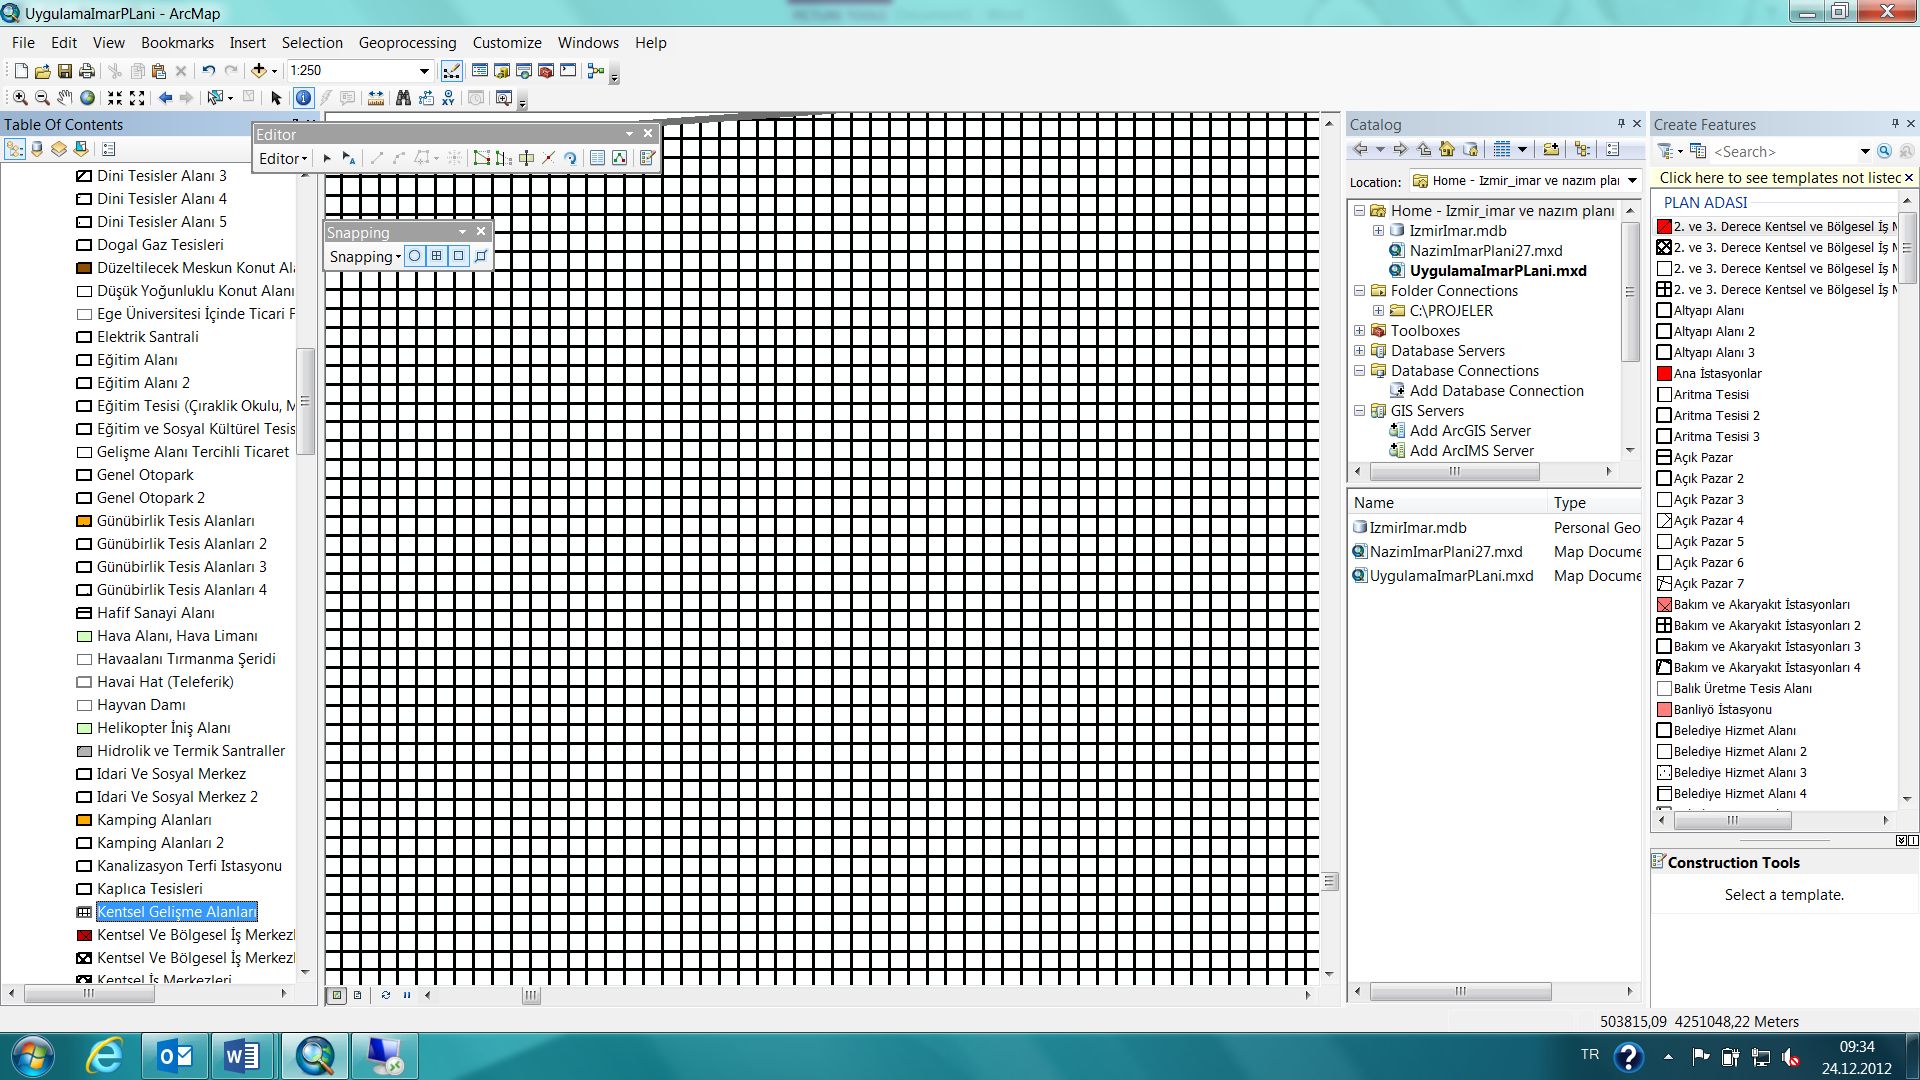 UygulamaImarPLani - ArcMap
File Edit View Bookmarks Insert Selection Geoprocessing Customize Windows Help
1:250
Table Of Contents
Dini Tesisler Alanı 3
Dini Tesisler Alanı 4
Dini Tesisler Alanı 5
Dogal Gaz Tesisleri
Düzeltilecek Meskun Konut Al
Düşük Yoğunluklu Konut Alanı
Ege Üniversitesi İçinde Ticari F
Elektrik Santrali
Eğitim Alanı
Eğitim Alanı 2
Eğitim Tesisi (Çıraklik Okulu, M
Eğitim ve Sosyal Kültürel Tesis
Gelişme Alanı Tercihli Ticaret
Genel Otopark
Genel Otopark 2
Günübirlik Tesis Alanları
Günübirlik Tesis Alanları 2
Günübirlik Tesis Alanları 3
Günübirlik Tesis Alanları 4
Hafif Sanayi Alanı
Hava Alanı, Hava Limanı
Havaalanı Tırmanma Şeridi
Havai Hat (Teleferik)
Hayvan Damı
Helikopter İniş Alanı
Hidrolik ve Termik Santraller
Idari Ve Sosyal Merkez
Idari Ve Sosyal Merkez 2
Kamping Alanları
Kamping Alanları 2
Kanalizasyon Terfi Istasyonu
Kaplıca Tesisleri
Kentsel Gelişme Alanları
Kentsel Ve Bölgesel İş Merkezl
Kentsel Ve Bölgesel İş Merkezl
Kentsel İs Merkezleri
Editor
Editor
Snapping
Snapping
Catalog
Location: Home - Izmir_imar ve nazım plan
Home - Izmir_imar ve nazım planı
IzmirImar.mdb
NazimImarPlani27.mxd
UygulamaImarPLani.mxd
Folder Connections
C:\PROJELER
Toolboxes
Database Servers
Database Connections
Add Database Connection
GIS Servers
Add ArcGIS Server
Add ArcIMS Server
Name Type
IzmirImar.mdb Personal Geo
NazimImarPlani27.mxd Map Docume
UygulamaImarPLani.mxd Map Docume
Create Features
<Search>
Click here to see templates not listed
PLAN ADASI
2. ve 3. Derece Kentsel ve Bölgesel İş M
2. ve 3. Derece Kentsel ve Bölgesel İş M
2. ve 3. Derece Kentsel ve Bölgesel İş M
2. ve 3. Derece Kentsel ve Bölgesel İş M
Altyapı Alanı
Altyapı Alanı 2
Altyapı Alanı 3
Ana İstasyonlar
Aritma Tesisi
Aritma Tesisi 2
Aritma Tesisi 3
Açık Pazar
Açık Pazar 2
Açık Pazar 3
Açık Pazar 4
Açık Pazar 5
Açık Pazar 6
Açık Pazar 7
Bakım ve Akaryakıt İstasyonları
Bakım ve Akaryakıt İstasyonları 2
Bakım ve Akaryakıt İstasyonları 3
Bakım ve Akaryakıt İstasyonları 4
Balık Üretme Tesis Alanı
Banliyö İstasyonu
Belediye Hizmet Alanı
Belediye Hizmet Alanı 2
Belediye Hizmet Alanı 3
Belediye Hizmet Alanı 4
Construction Tools
Select a template.
503815,09 4251048,22 Meters
TR
09:34
24.12.2012